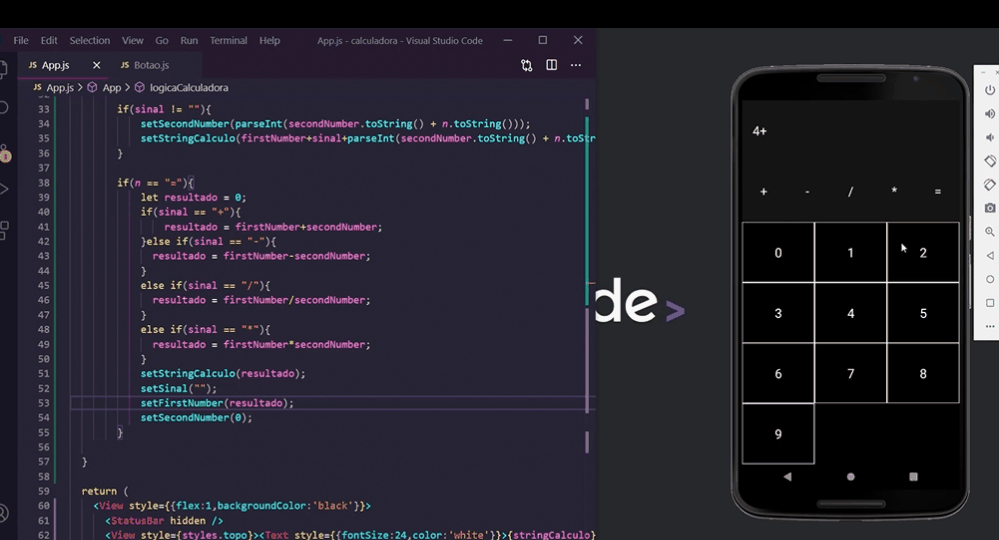 File Edit Selection View Go Run Terminal Help App.js - calculadora - Visual Studio Code
JS App.js JS Botao.js
JS App.js > App > logicaCalculadora
33 if(sinal != ""){
34 setSecondNumber(parseInt(secondNumber.toString() + n.toString()));
35 setStringCalculo(firstNumber+sinal+parseInt(secondNumber.toString() + n.toStr
36 }
37
38 if(n == "="){
39 let resultado = 0;
40 if(sinal == "+"){
41 resultado = firstNumber+secondNumber;
42 }else if(sinal == "-"){
43 resultado = firstNumber-secondNumber;
44 }
45 else if(sinal == "/"){
46 resultado = firstNumber/secondNumber;
47 }
48 else if(sinal == "*"){
49 resultado = firstNumber*secondNumber;
50 }
51 setStringCalculo(resultado);
52 setSinal("");
53 setFirstNumber(resultado);
54 setSecondNumber(0);
55 }
56
57 }
58
59 return (
60 <View style={{flex:1,backgroundColor:'black'}}>
61 <StatusBar hidden />
62 <View style={styles.topo}><Text style={{fontSize:24,color:'white'}}>{stringCalculo}
de>
4+
+ - / * =
0 1 2
3 4 5
6 7 8
9